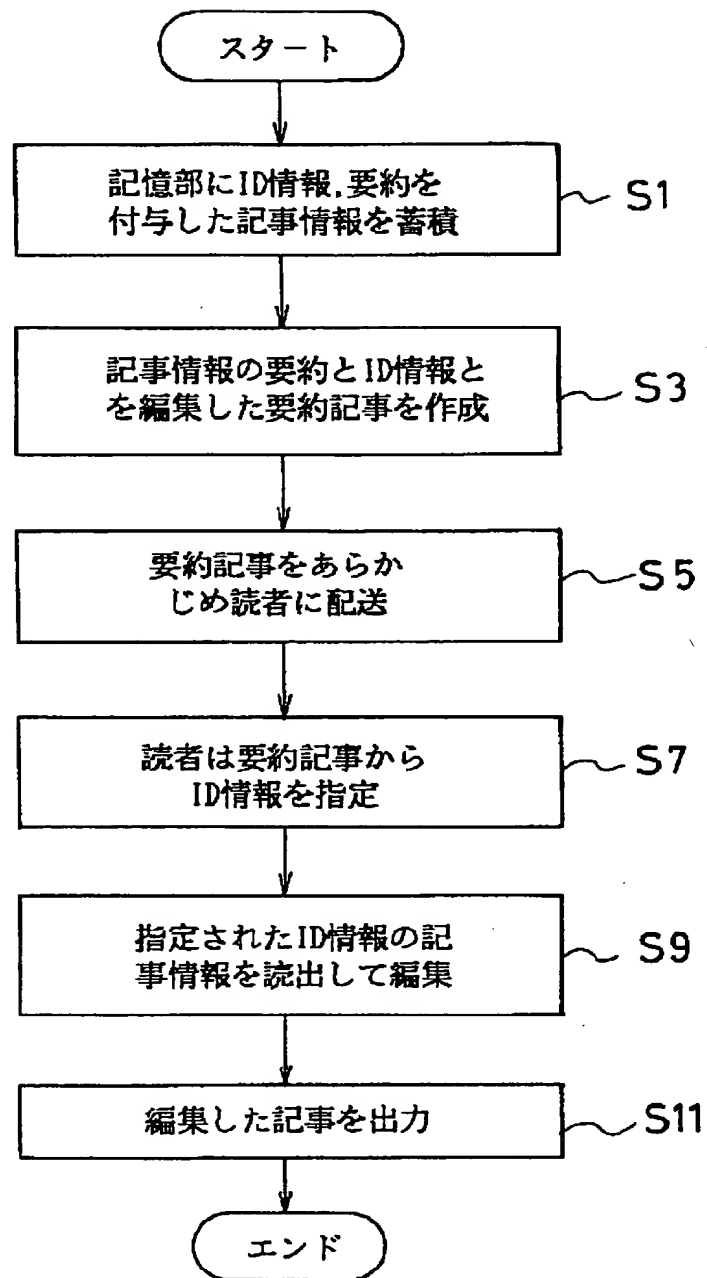 スタート
記憶部にID情報,要約を
付与した記事情報を蓄積
S1
記事情報の要約とID情報と
を編集した要約記事を作成
S3
要約記事をあらか
じめ読者に配送
S5
読者は要約記事から
ID情報を指定
S7
指定されたID情報の記
事情報を読出して編集
S9
編集した記事を出力
S11
エンド